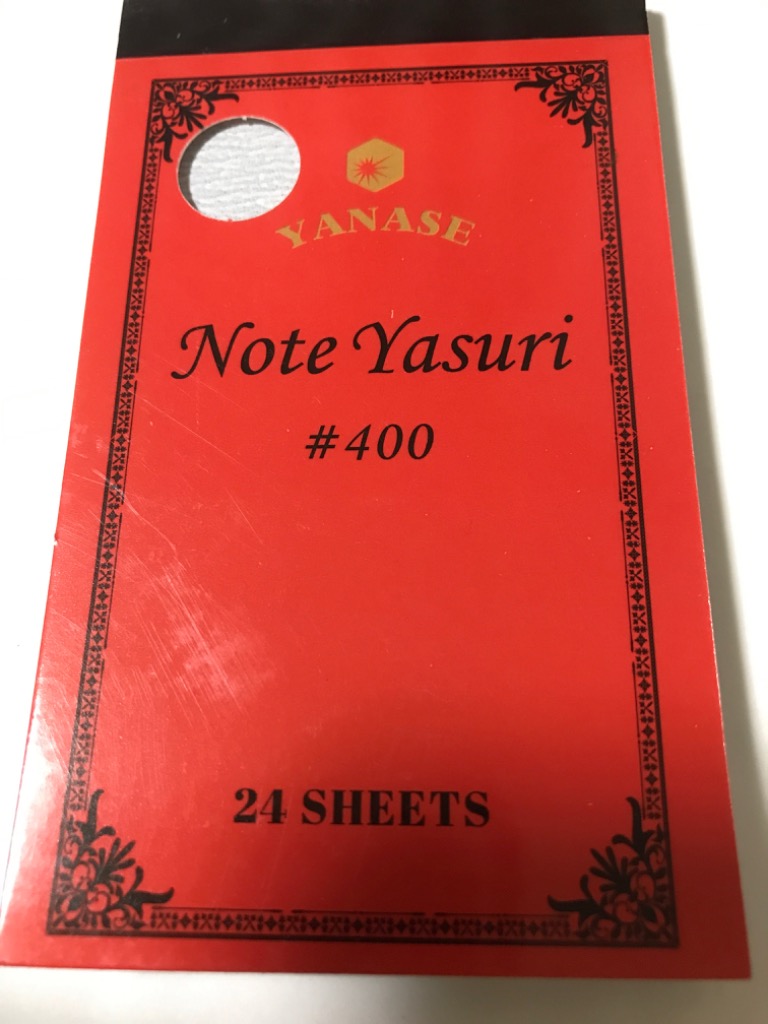 YANASE
Note Yasuri
#400
24 SHEETS